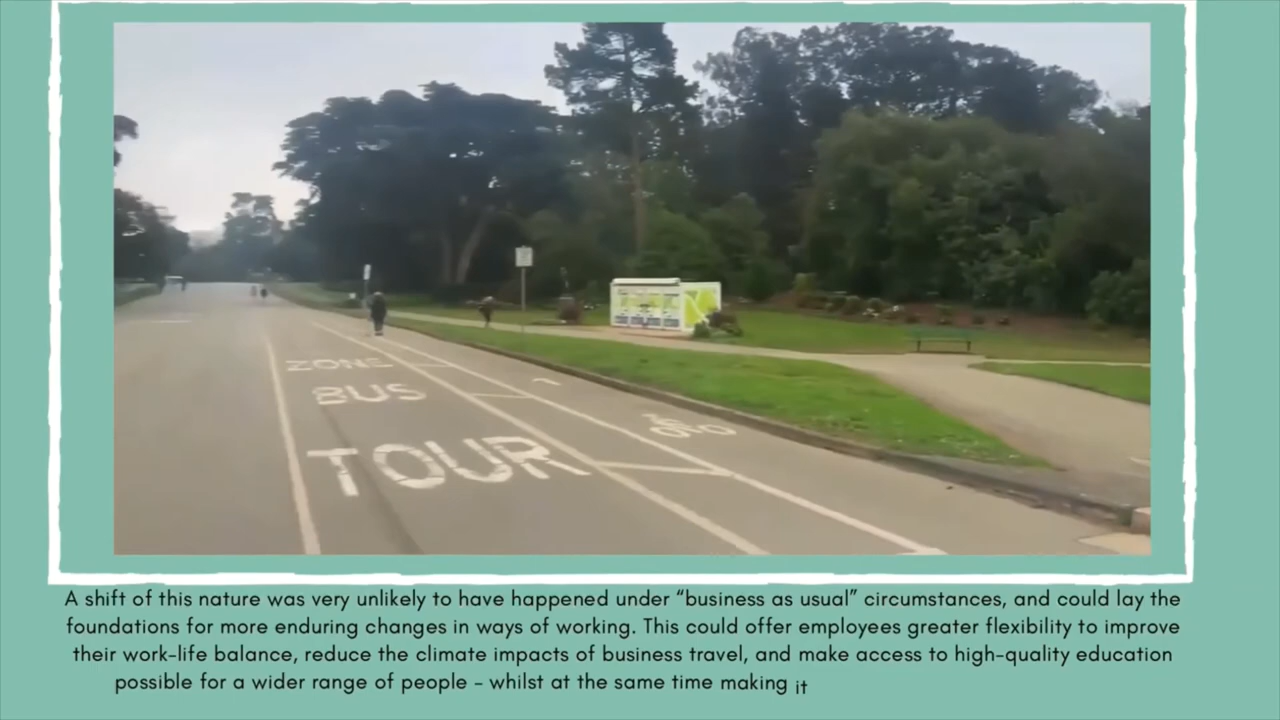 ZONE
BUS
TOUR
A shift of this nature was very unlikely to have happened under “business as usual” circumstances, and could lay the
foundations for more enduring changes in ways of working. This could offer employees greater flexibility to improve
their work-life balance, reduce the climate impacts of business travel, and make access to high-quality education
possible for a wider range of people - whilst at the same time making it